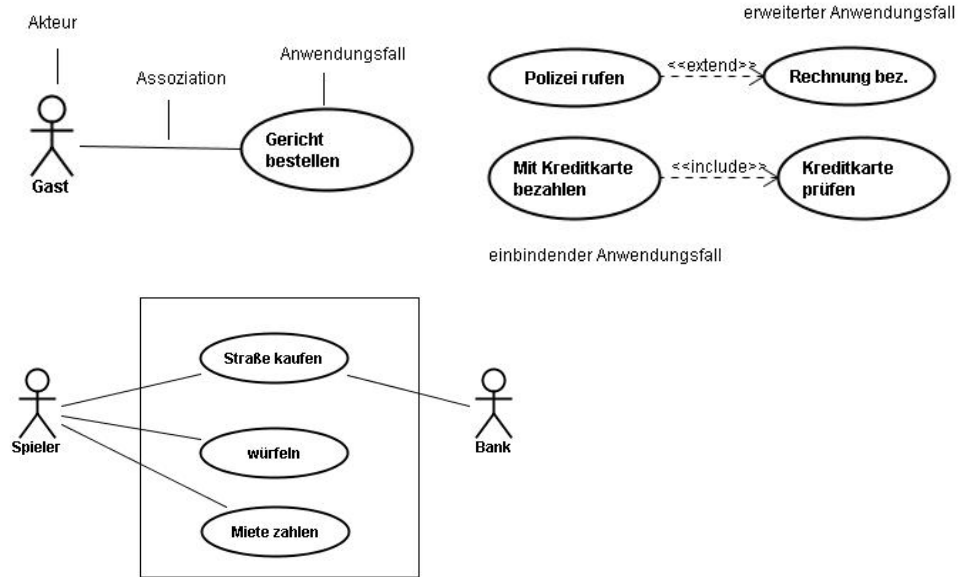 Akteur
Assoziation
Anwendungsfall
Gast
Gericht
bestellen
erweiterter Anwendungsfall
Polizei rufen
<<extend>>
Rechnung bez.
Mit Kreditkarte
bezahlen
<<include>>
Kreditkarte
prüfen
einbindender Anwendungsfall
Spieler
Straße kaufen
würfeln
Miete zahlen
Bank